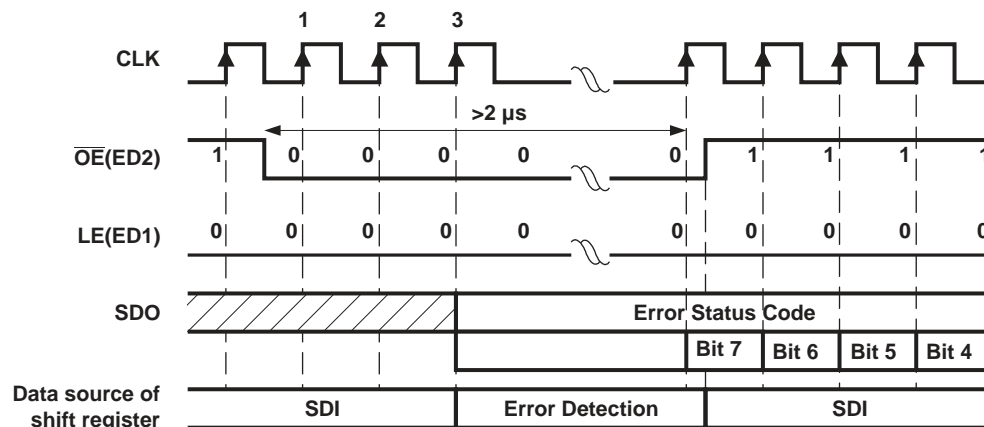 1 2 3
CLK
>2 µs
OE(ED2)
1 0 0 0 0 0 1 1 1 1
LE(ED1)
0 0 0 0 0 0 0 0 0 0
SDO
Error Status Code
Bit 7 Bit 6 Bit 5 Bit 4
Data source of
shift register
SDI Error Detection SDI